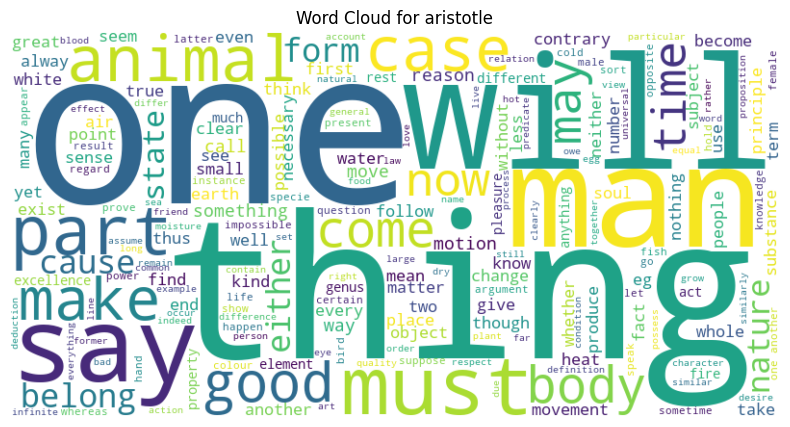 Word Cloud for aristotle
great blood seem latter even account contrary become particular
alway white animal form case relation cold male sort opposite
many appear effect true differ first reason rest different
air much think natural one will may time
result point clear general hot neither number universal subject view word rather proposition female
regard sense state call present possible necessary now live without less predicate use hold principle term
yet see love water law owe egg equal
instance small move food pleasure process soul man
exist prove sea earth specie name anything together nothing people knowledge substance
part friend something impossible question follow come
assume thus moisture well set motion still clearly
cause long remain right large know fish go
excellence power common find contain genus mean dry change argument eg grow
make line example kind life certain matter two give whether condition produce fact let act similarly
deduction occur end show way thing though whole possess one another nature
former indeed happen difference either every place object
say everything person eye element heat definition speak character fire
bad hand property colour bird order suppose respect plant far similar
belong quality good must due body desire
infinite whereas action another art movement sometime take